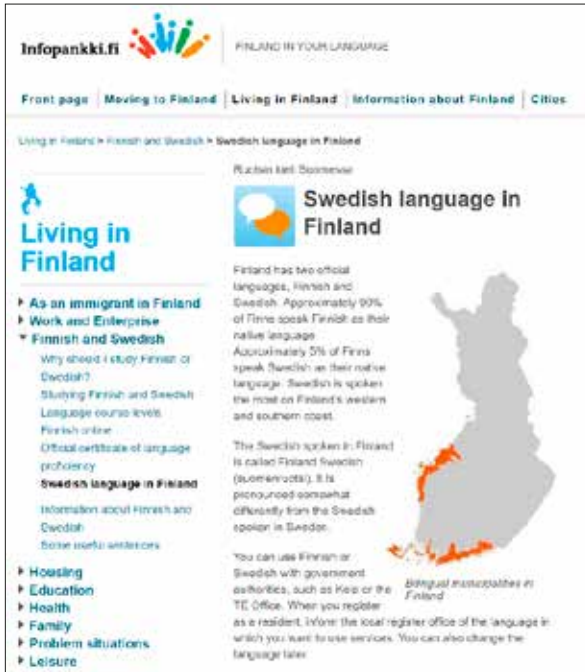 Infopankki.fi
FINLAND IN YOUR LANGUAGE
Front page
Moving to Finland
Living in Finland
Information about Finland
Cities
Living in Finland > Finnish and Swedish > Swedish language in Finland
Living in
Finland
As an immigrant in Finland
Work and Enterprise
Finnish and Swedish
Why should I study Finnish or
Swedish?
Studying Finnish and Swedish
Language course levels
Finnish online
Official certificate of language
proficiency
Swedish language in Finland
Information about Finnish and
Swedish
Some useful sentences
Housing
Education
Health
Family
Problem situations
Leisure
Ruotsin kieli Suomessa
Swedish language in
Finland
Finland has two official
languages, Finnish and
Swedish. Approximately 90%
of Finns speak Finnish as their
native language.
Approximately 5% of Finns
speak Swedish as their native
language. Swedish is spoken
the most on Finland's western
and southern coast.
The Swedish spoken in Finland
is called Finland Swedish
(suomenruotsi). It is
pronounced somewhat
differently from the Swedish
spoken in Sweden.
You can use Finnish or
Swedish with government
authorities, such as Kela or the
TE Office. When you register
as a resident, inform the local register office of the language in
which you want to use services. You can also change the
language later.
Bilingual municipalities in
Finland